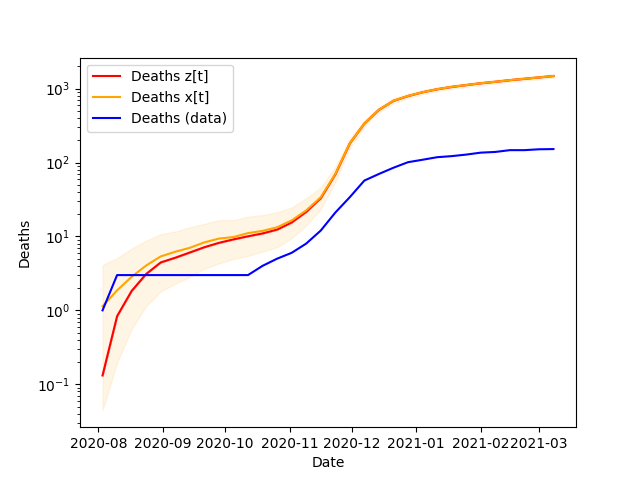 Deaths z[t]
Deaths x[t]
Deaths (data)
10³
10²
10¹
10⁰
10⁻¹
Deaths
2020-08 2020-09 2020-10 2020-11 2020-12 2021-01 2021-02 2021-03
Date